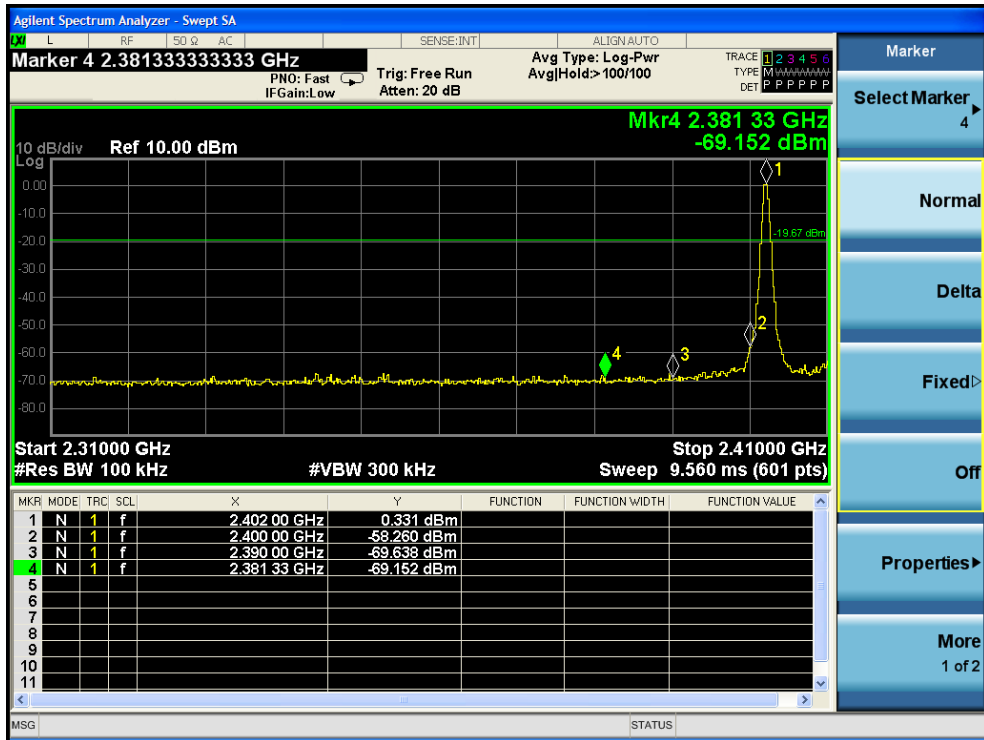 Agilent Spectrum Analyzer - Swept SA
LXI L RF 50 Ω AC SENSE:INT ALIGN AUTO
Marker 4 2.381333333333 GHz
PNO: Fast
IFGain:Low
Trig: Free Run
Atten: 20 dB
Avg Type: Log-Pwr
Avg|Hold:>100/100
TRACE 1 2 3 4 5 6
TYPE M
DET P P P P P P
Mkr4 2.381 33 GHz
-69.152 dBm
10 dB/div Ref 10.00 dBm
Log
0.00
-10.0
-20.0
-30.0
-40.0
-50.0
-60.0
-70.0
-80.0
1
-19.67 dBm
2
3
4
Start 2.31000 GHz Stop 2.41000 GHz
#Res BW 100 kHz #VBW 300 kHz Sweep 9.560 ms (601 pts)
MKR MODE TRC SCL X Y FUNCTION FUNCTION WIDTH FUNCTION VALUE
1 N 1 f 2.402 00 GHz 0.331 dBm
2 N 1 f 2.400 00 GHz -58.260 dBm
3 N 1 f 2.390 00 GHz -69.638 dBm
4 N 1 f 2.381 33 GHz -69.152 dBm
5
6
7
8
9
10
11
MSG STATUS
Marker
Select Marker
4
Normal
Delta
Fixed
Off
Properties
More
1 of 2